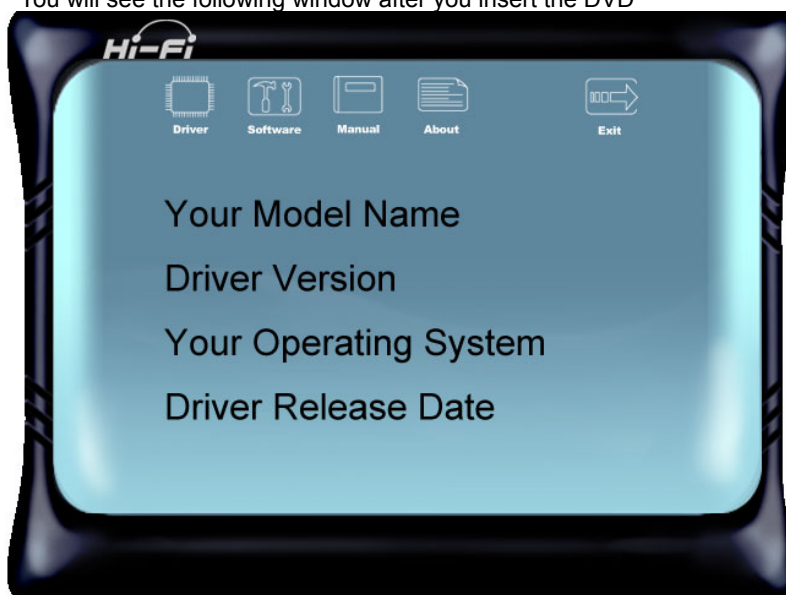 You will see the following window after you insert the DVD
Hi-Fi
Driver Software Manual About Exit
Your Model Name
Driver Version
Your Operating System
Driver Release Date